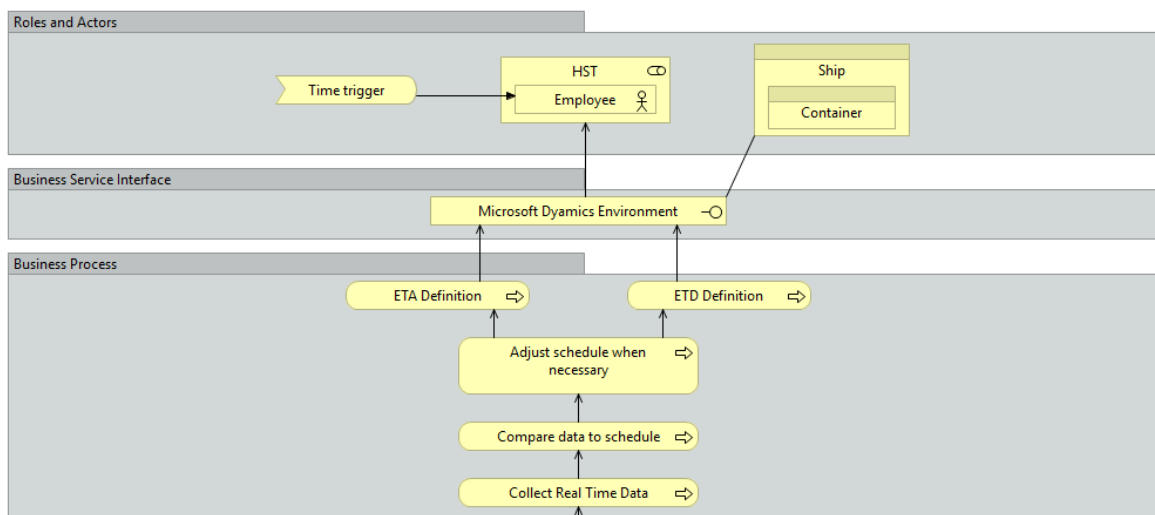 Roles and Actors
Time trigger
HST
Employee
Ship
Container
Business Service Interface
Microsoft Dyamics Environment
Business Process
ETA Definition
ETD Definition
Adjust schedule when
necessary
Compare data to schedule
Collect Real Time Data